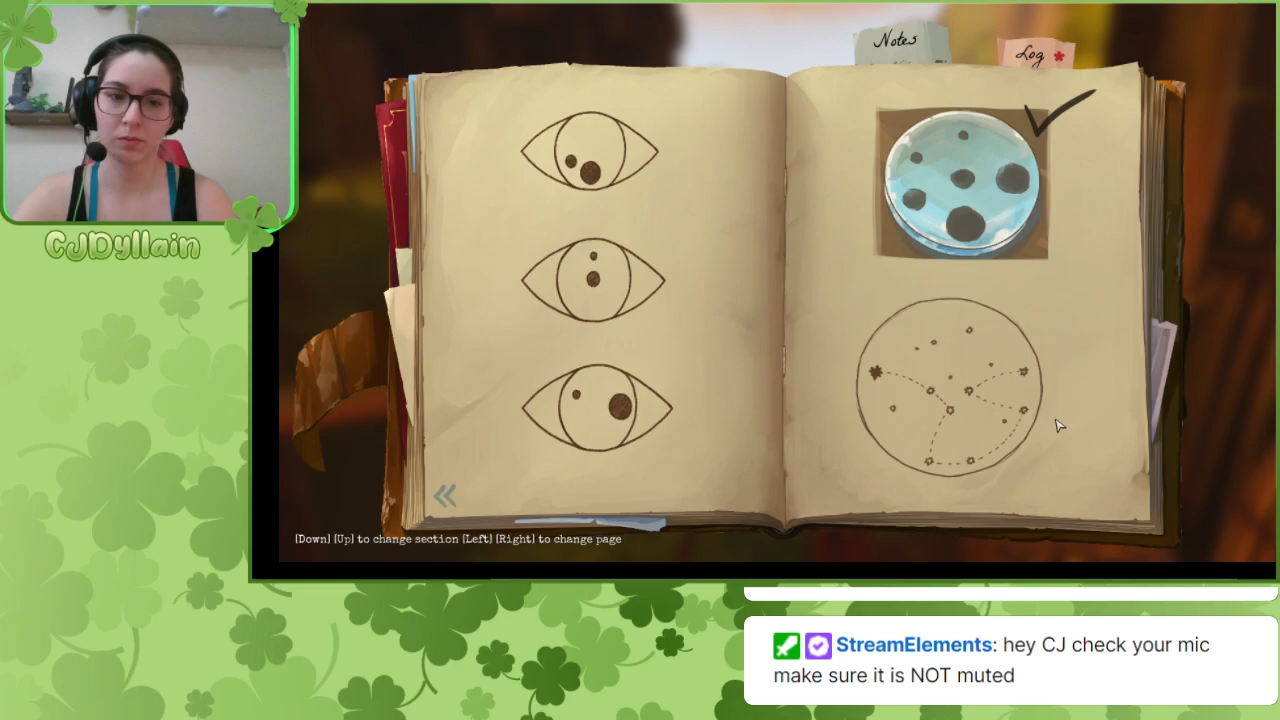 Notes
Log
CJDyllain
[Down] [Up] to change section [Left] [Right] to change page
StreamElements: hey CJ check your mic
make sure it is NOT muted